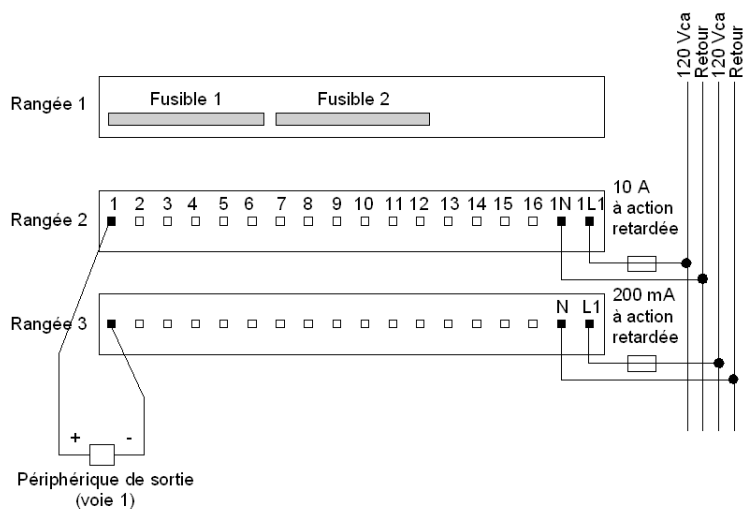 120 Vca
Retour
120 Vca
Retour
Rangée 1
Fusible 1
Fusible 2
Rangée 2
1 2 3 4 5 6 7 8 9 10 11 12 13 14 15 16 1N 1L1
10 A
à action
retardée
Rangée 3
N L1
200 mA
à action
retardée
+ -
Périphérique de sortie
(voie 1)